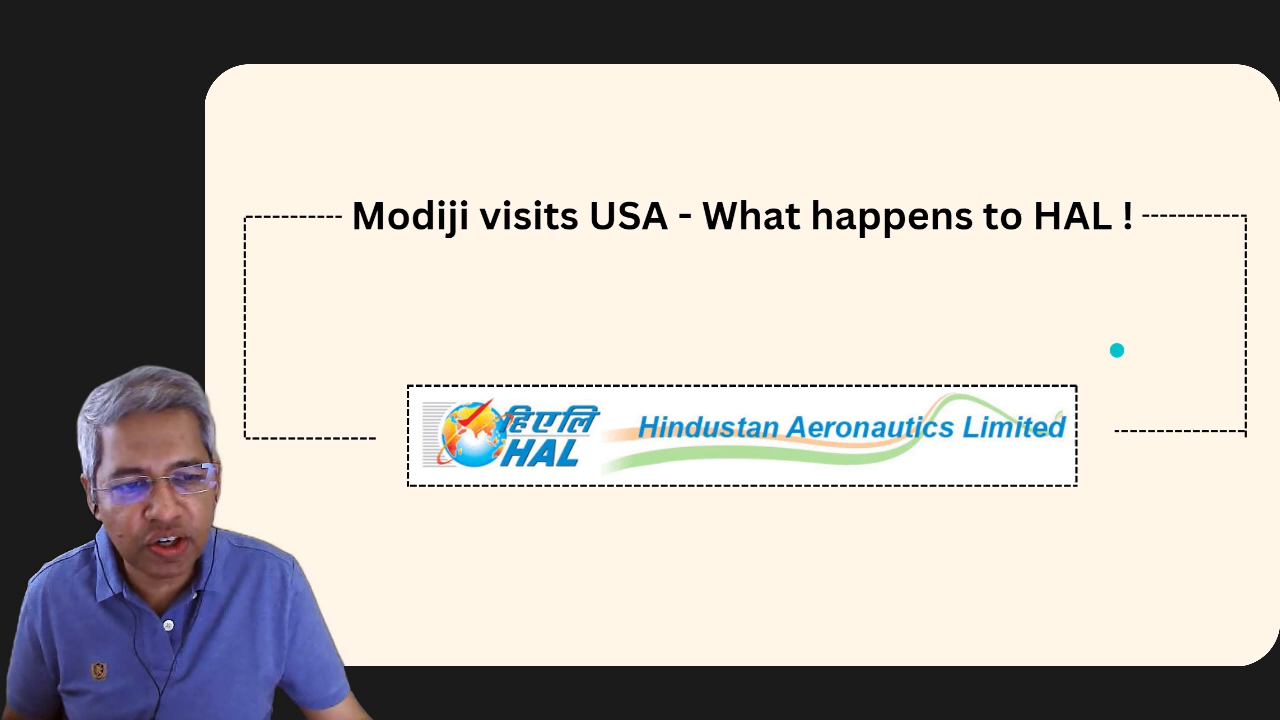 Modiji visits USA - What happens to HAL !
हिएलि
HAL
Hindustan Aeronautics Limited